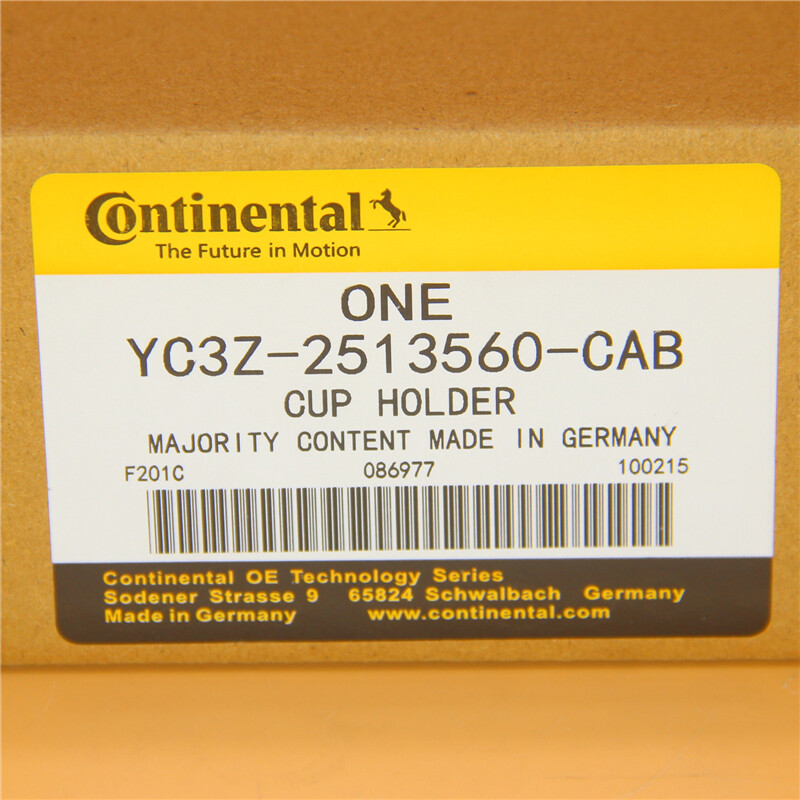 Continental
The Future in Motion
ONE
YC3Z-2513560-CAB
CUP HOLDER
MAJORITY CONTENT MADE IN GERMANY
F201C 086977 100215
Continental OE Technology Series
Sodener Strasse 9 65824 Schwalbach Germany
Made in Germany www.continental.com